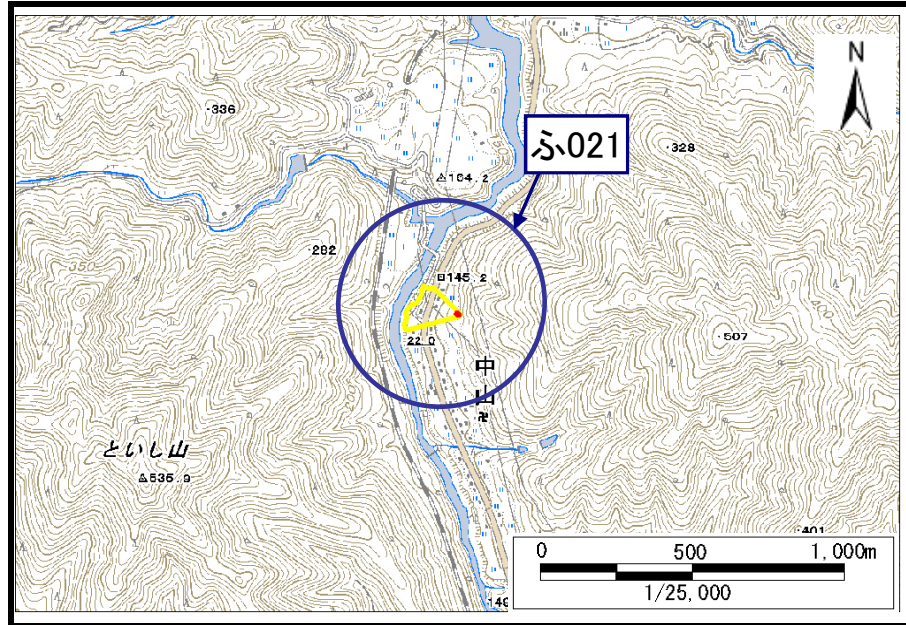 N
・336
ふ021
・328
△164.2
・282
145.2
22.0
・507
中山
といし山
△535.9
・401
0 500 1,000m
1/25,000